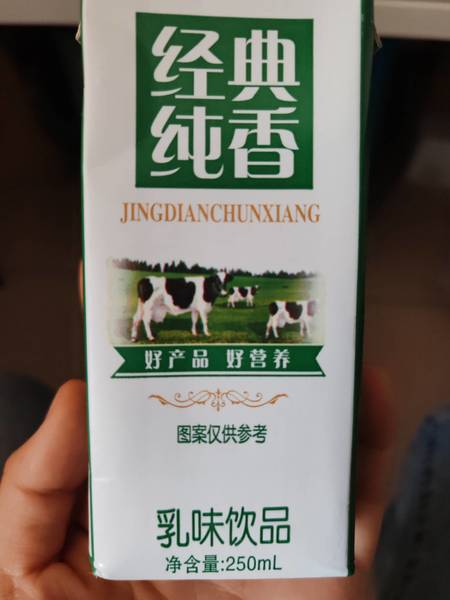 经典
纯香
JINGDIANCHUNXIANG
好产品 好营养
图案仅供参考
乳味饮品
净含量:250mL